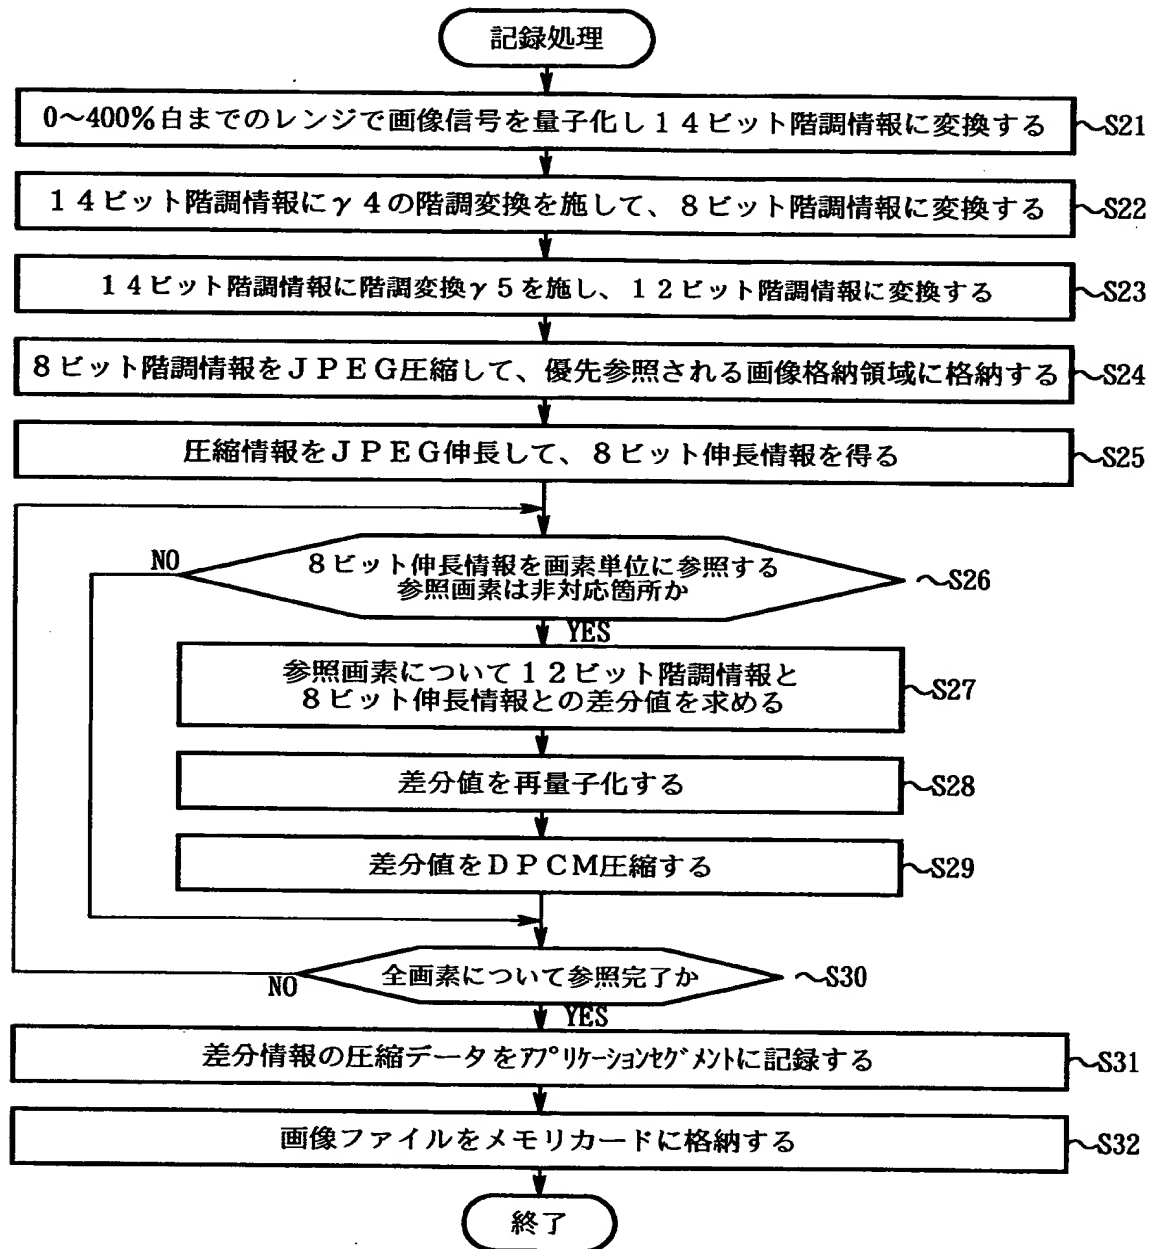 記録処理
0～400%白までのレンジで画像信号を量子化し１４ビット階調情報に変換する
S21
１４ビット階調情報にγ４の階調変換を施して、８ビット階調情報に変換する
S22
１４ビット階調情報に階調変換γ５を施し、１２ビット階調情報に変換する
S23
８ビット階調情報をＪＰＥＧ圧縮して、優先参照される画像格納領域に格納する
S24
圧縮情報をＪＰＥＧ伸長して、８ビット伸長情報を得る
S25
NO
８ビット伸長情報を画素単位に参照する
参照画素は非対応箇所か
S26
YES
参照画素について１２ビット階調情報と
８ビット伸長情報との差分値を求める
S27
差分値を再量子化する
S28
差分値をＤＰＣＭ圧縮する
S29
全画素について参照完了か
S30
NO
YES
差分情報の圧縮データをｱﾌﾟﾘｹｰｼｮﾝｾｸﾞﾒﾝﾄに記録する
S31
画像ファイルをメモリカードに格納する
S32
終了